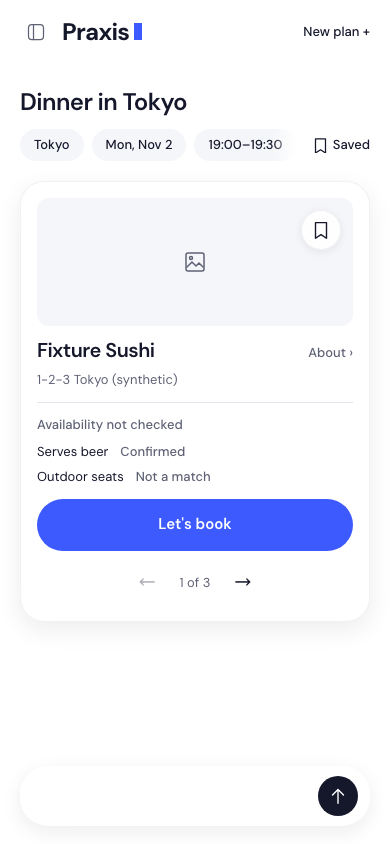 Praxis
New plan +
Dinner in Tokyo
Tokyo
Mon, Nov 2
19:00–19:30
Saved
Fixture Sushi
About ›
1-2-3 Tokyo (synthetic)
Availability not checked
Serves beer Confirmed
Outdoor seats Not a match
Let's book
← 1 of 3 →